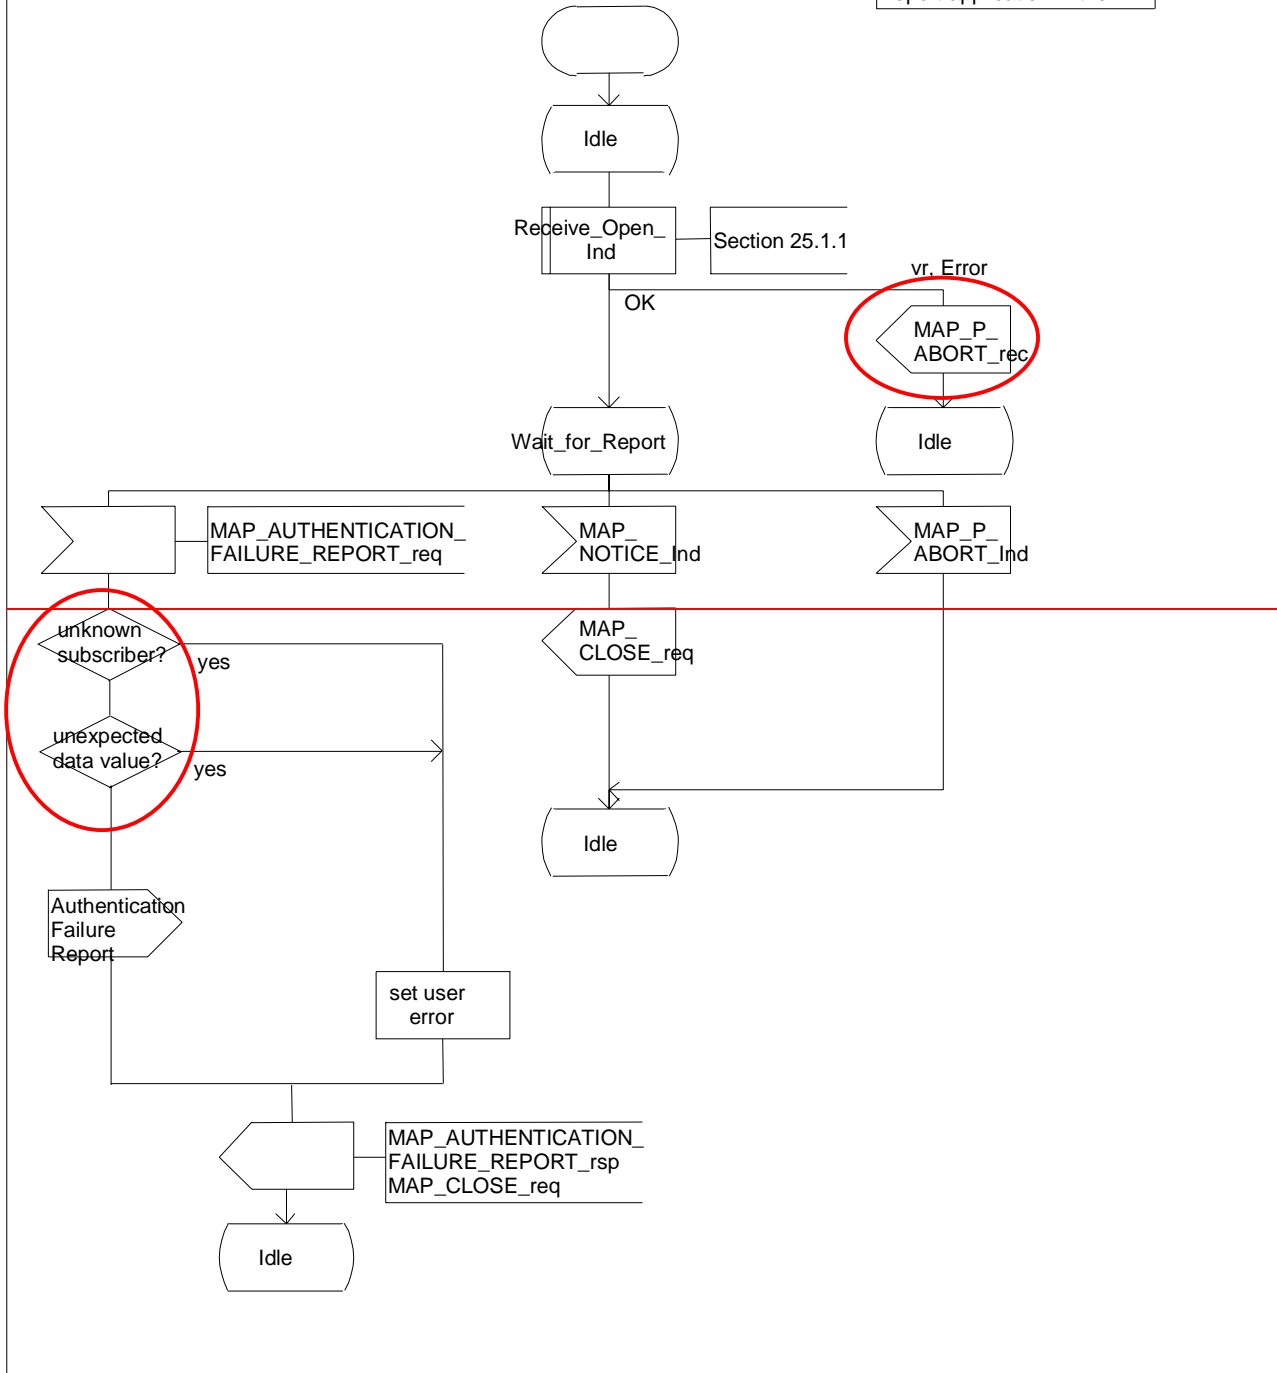 Idle
Receive_Open_
Ind
Section 25.1.1
vr, Error
OK
MAP_P_
ABORT_rec
Wait_for_Report
Idle
MAP_AUTHENTICATION_
FAILURE_REPORT_req
MAP_
NOTICE_Ind
MAP_P_
ABORT_Ind
unknown
subscriber?
yes
MAP_
CLOSE_req
unexpected
data value?
yes
Idle
Authentication
Failure
Report
set user
error
MAP_AUTHENTICATION_
FAILURE_REPORT_rsp
MAP_CLOSE_req
Idle